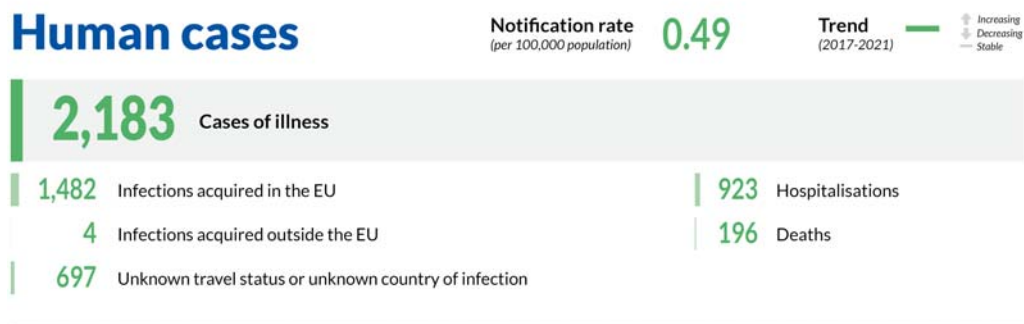 Human cases
Notification rate
(per 100,000 population)
0.49
Trend
(2017-2021)
Increasing
Decreasing
Stable
2,183 Cases of illness
1,482 Infections acquired in the EU
4 Infections acquired outside the EU
697 Unknown travel status or unknown country of infection
923 Hospitalisations
196 Deaths